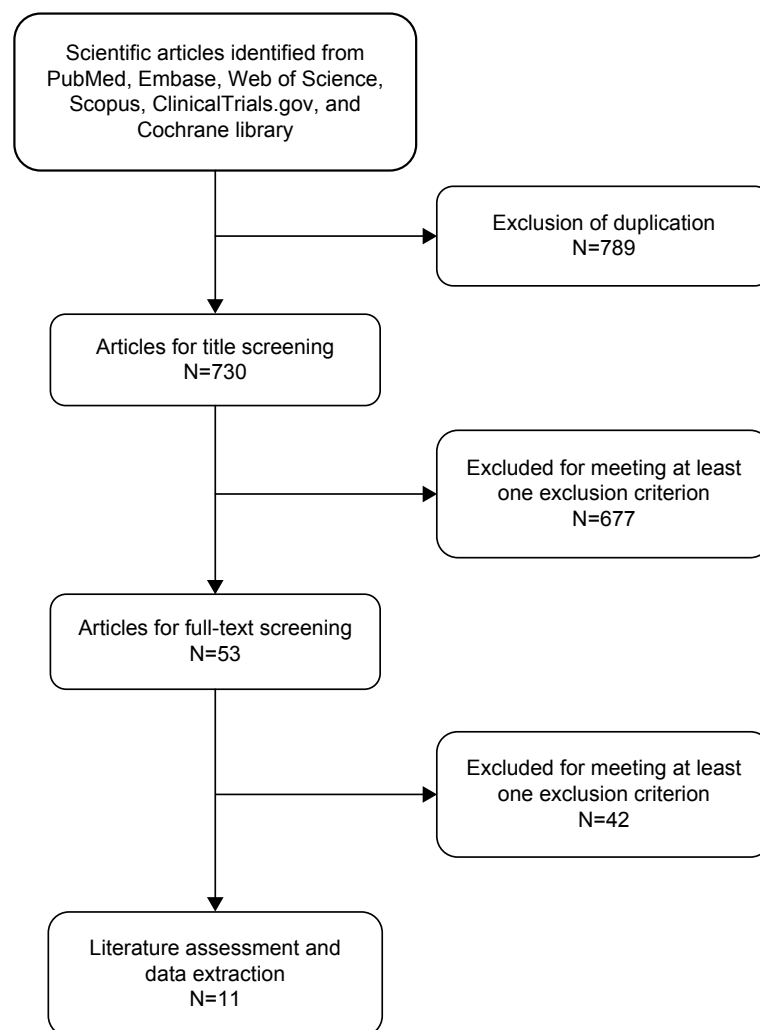 Scientific articles identified from
PubMed, Embase, Web of Science,
Scopus, ClinicalTrials.gov, and
Cochrane library
Exclusion of duplication
N=789
Articles for title screening
N=730
Excluded for meeting at least
one exclusion criterion
N=677
Articles for full-text screening
N=53
Excluded for meeting at least
one exclusion criterion
N=42
Literature assessment and
data extraction
N=11